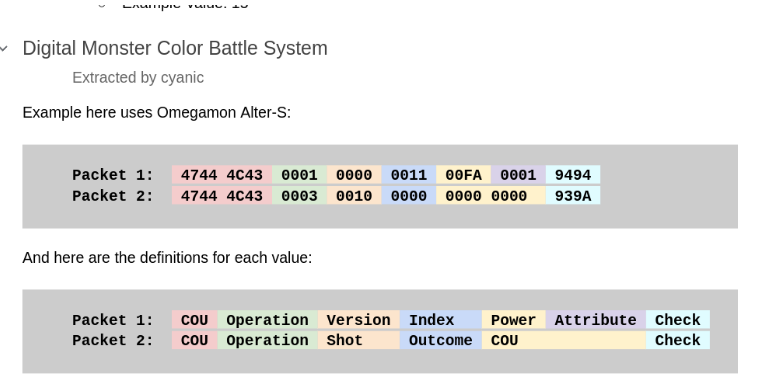 Example Value: 15
Digital Monster Color Battle System
Extracted by cyanic
Example here uses Omegamon Alter-S:
Packet 1: 4744 4C43 0001 0000 0011 00FA 0001 9494
Packet 2: 4744 4C43 0003 0010 0000 0000 0000 939A
And here are the definitions for each value:
Packet 1: COU Operation Version Index Power Attribute Check
Packet 2: COU Operation Shot Outcome COU Check